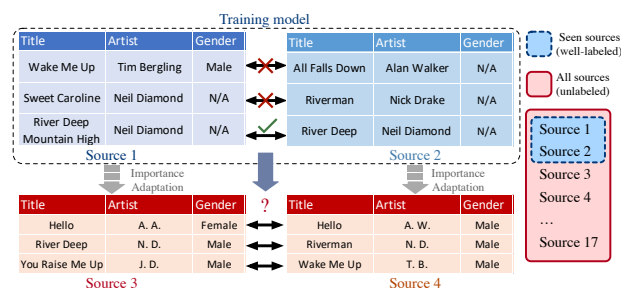 Training model
Title Artist Gender
Wake Me Up Tim Bergling Male
Sweet Caroline Neil Diamond N/A
River Deep
Mountain High Neil Diamond N/A
Source 1
Title Artist Gender
All Falls Down Alan Walker N/A
Riverman Nick Drake N/A
River Deep Neil Diamond N/A
Source 2
Importance
Adaptation
?
Importance
Adaptation
Title Artist Gender
Hello A. A. Female
River Deep N. D. Male
You Raise Me Up J. D. Male
Source 3
Title Artist Gender
Hello A. W. Male
Riverman N. D. Male
Wake Me Up T. B. Male
Source 4
Seen sources
(well-labeled)
All sources
(unlabeled)
Source 1
Source 2
Source 3
Source 4
...
Source 17